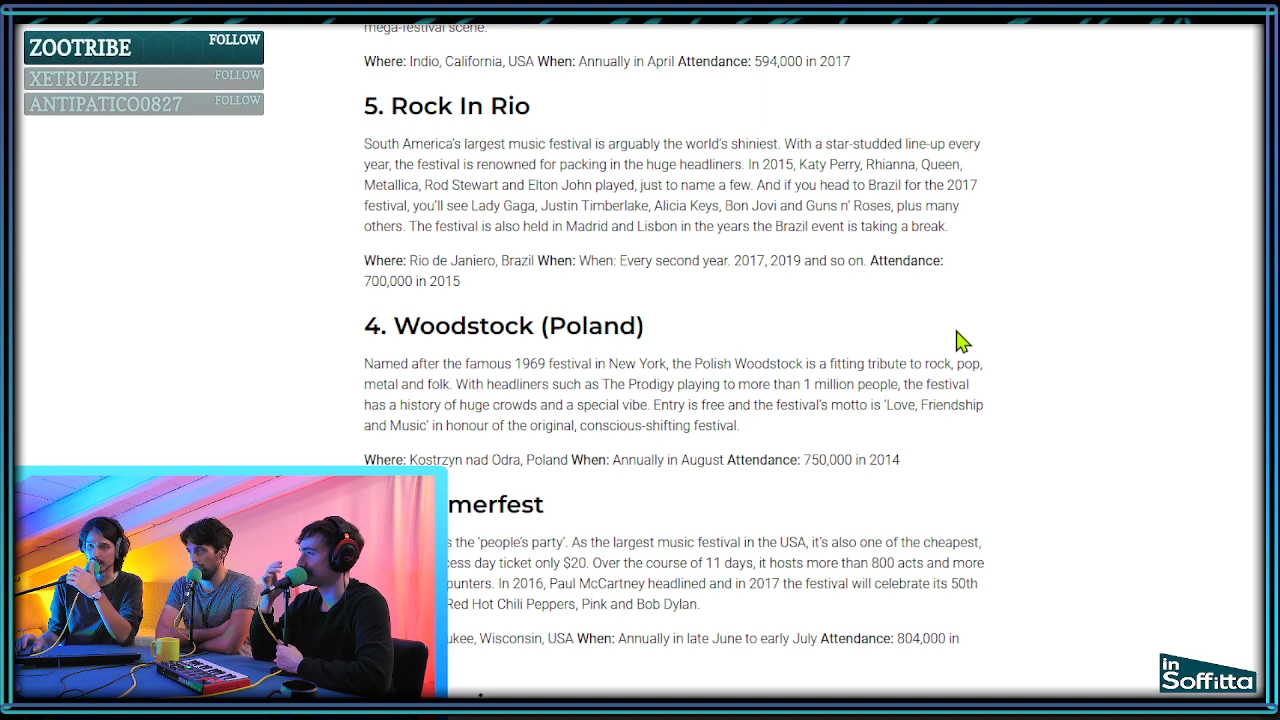 mega-festival scene.
ZOOTRIBE FOLLOW
XETRUZEPH FOLLOW
ANTIPATICO0827 FOLLOW
Where: Indio, California, USA When: Annually in April Attendance: 594,000 in 2017
5. Rock In Rio
South America's largest music festival is arguably the world's shiniest. With a star-studded line-up every
year, the festival is renowned for packing in the huge headliners. In 2015, Katy Perry, Rhianna, Queen,
Metallica, Rod Stewart and Elton John played, just to name a few. And if you head to Brazil for the 2017
festival, you'll see Lady Gaga, Justin Timberlake, Alicia Keys, Bon Jovi and Guns n' Roses, plus many
others. The festival is also held in Madrid and Lisbon in the years the Brazil event is taking a break.
Where: Rio de Janiero, Brazil When: When: Every second year. 2017, 2019 and so on. Attendance:
700,000 in 2015
4. Woodstock (Poland)
Named after the famous 1969 festival in New York, the Polish Woodstock is a fitting tribute to rock, pop,
metal and folk. With headliners such as The Prodigy playing to more than 1 million people, the festival
has a history of huge crowds and a special vibe. Entry is free and the festival's motto is 'Love, Friendship
and Music' in honour of the original, conscious-shifting festival.
Where: Kostrzyn nad Odra, Poland When: Annually in August Attendance: 750,000 in 2014
merfest
s the 'people's party'. As the largest music festival in the USA, it's also one of the cheapest,
cess day ticket only $20. Over the course of 11 days, it hosts more than 800 acts and more
punters. In 2016, Paul McCartney headlined and in 2017 the festival will celebrate its 50th
Red Hot Chili Peppers, Pink and Bob Dylan.
ukee, Wisconsin, USA When: Annually in late June to early July Attendance: 804,000 in
in
Soffitta